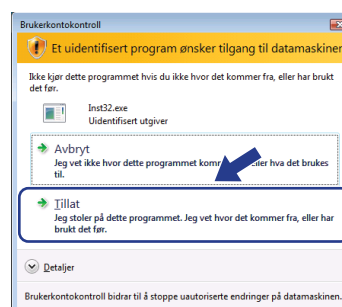 Brukerkontokontroll
Et uidentifisert program ønsker tilgang til datamaskinen
Ikke kjør dette programmet hvis du ikke hvor det kommer fra, eller har brukt
det før.
Inst32.exe
Uidentifisert utgiver
Avbryt
Jeg vet ikke hvor dette programmet kommer eller hva det brukes
til.
Tillat
Jeg stoler på dette programmet. Jeg vet hvor det kommer fra, eller har
brukt det før.
Detaljer
Brukerkontokontroll bidrar til å stoppe uautoriserte endringer på datamaskinen.